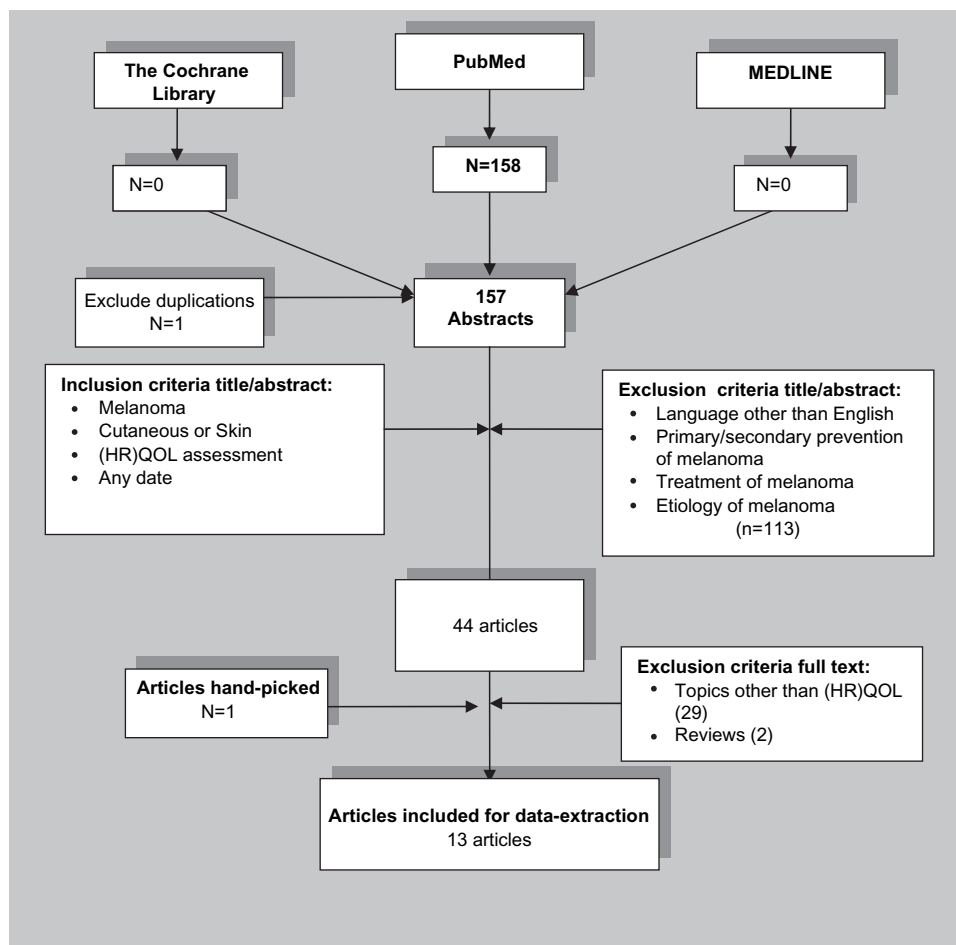 The Cochrane
Library
PubMed
MEDLINE
N=0
N=158
N=0
Exclude duplications
N=1
157
Abstracts
Inclusion criteria title/abstract:
• Melanoma
• Cutaneous or Skin
• (HR)QOL assessment
• Any date
Exclusion criteria title/abstract:
• Language other than English
• Primary/secondary prevention
of melanoma
• Treatment of melanoma
• Etiology of melanoma
(n=113)
44 articles
Articles hand-picked
N=1
Exclusion criteria full text:
• Topics other than (HR)QOL
(29)
• Reviews (2)
Articles included for data-extraction
13 articles